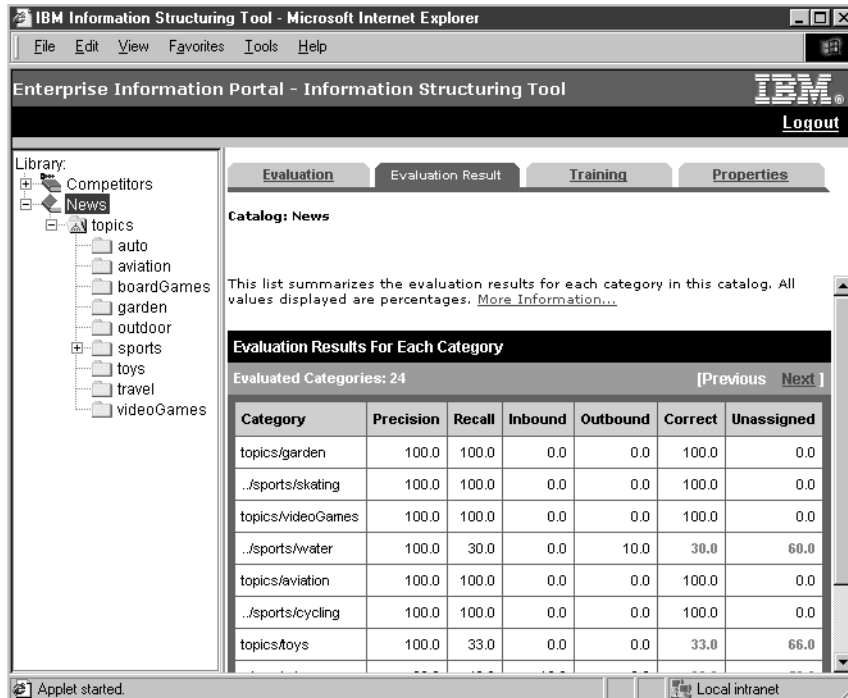 IBM Information Structuring Tool - Microsoft Internet Explorer
File Edit View Favorites Tools Help
Enterprise Information Portal - Information Structuring Tool
IBM®
Logout
Library:
Competitors
News
topics
auto
aviation
boardGames
garden
outdoor
sports
toys
travel
videoGames
Evaluation Evaluation Result Training Properties
Catalog: News
This list summarizes the evaluation results for each category in this catalog. All
values displayed are percentages. More Information...
Evaluation Results For Each Category
Evaluated Categories: 24 [Previous Next ]
Category Precision Recall Inbound Outbound Correct Unassigned
topics/garden 100.0 100.0 0.0 0.0 100.0 0.0
../sports/skating 100.0 100.0 0.0 0.0 100.0 0.0
topics/videoGames 100.0 100.0 0.0 0.0 100.0 0.0
../sports/water 100.0 30.0 0.0 10.0 30.0 60.0
topics/aviation 100.0 100.0 0.0 0.0 100.0 0.0
../sports/cycling 100.0 100.0 0.0 0.0 100.0 0.0
topics/toys 100.0 33.0 0.0 0.0 33.0 66.0
Applet started. Local intranet